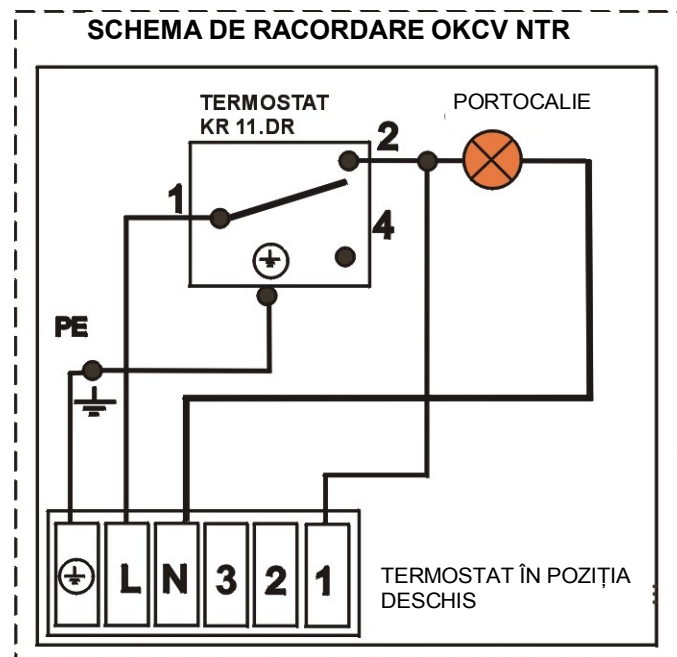 SCHEMA DE RACORDARE OKCV NTR
TERMOSTAT
KR 11.DR
PORTOCALIE
2
1
4
PE
L N 3 2 1
TERMOSTAT ÎN POZIȚIA
DESCHIS